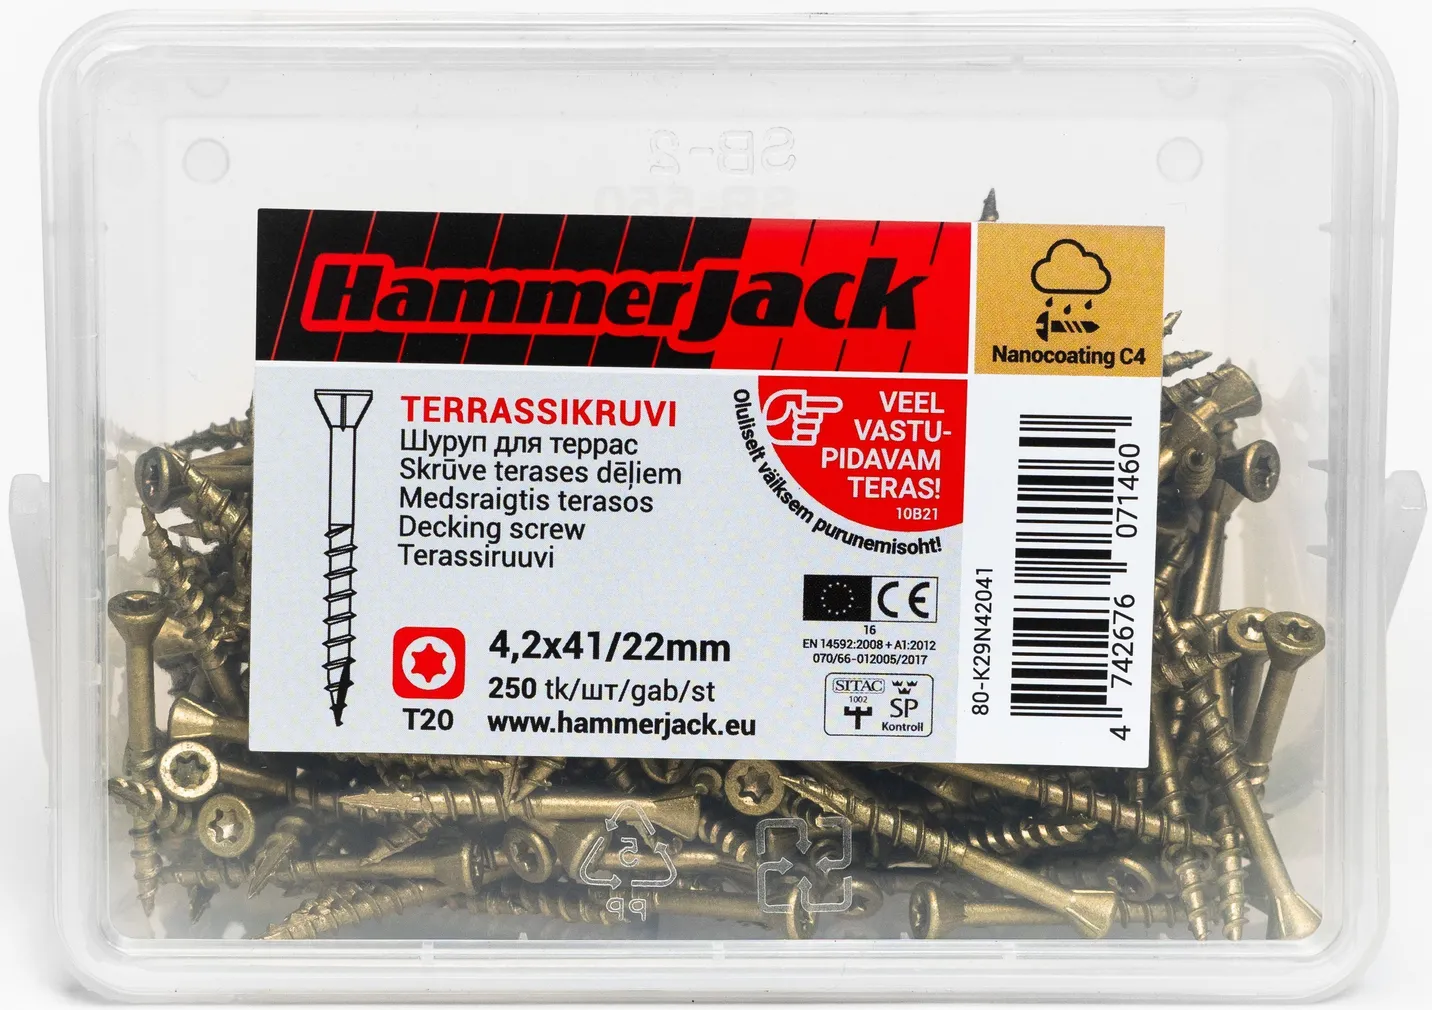 SB-2
HammerJack
Nanocoating C4
TERRASSIKRUVI
Шуруп для террас
Skrūve terases dēļiem
Medsraigtis terasos
Decking screw
Terassiruuvi
VEEL
VASTU-
PIDAVAM
TERAS!
10B21
Oluliselt väiksem purunemisoht!
CE
16
EN 14592:2008 + A1:2012
070/66-012005/2017
SITAC
1002
SP
Kontroll
T20
4,2x41/22mm
250 tk/шт/gab/st
www.hammerjack.eu
80-K29N42041
4 742676 071460
5
PP